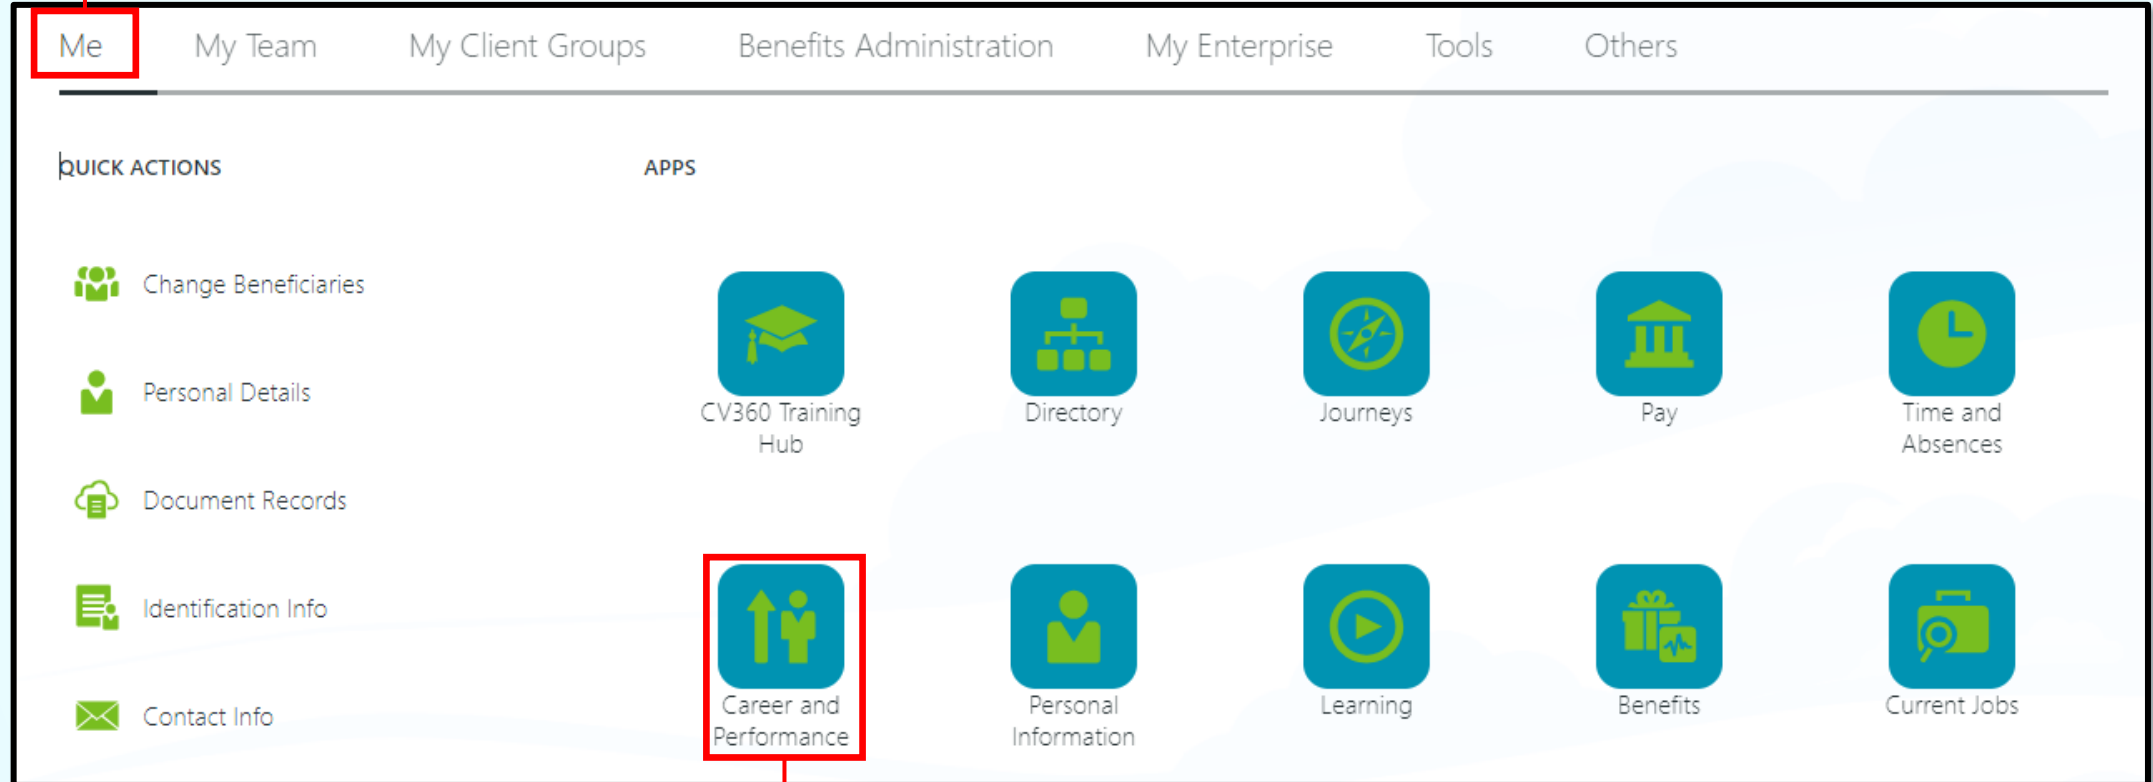 Me
My Team
My Client Groups
Benefits Administration
My Enterprise
Tools
Others
QUICK ACTIONS
Change Beneficiaries
Personal Details
Document Records
Identification Info
Contact Info
APPS
CV360 Training
Hub
Directory
Journeys
Pay
Time and
Absences
Career and
Performance
Personal
Information
Learning
Benefits
Current Jobs